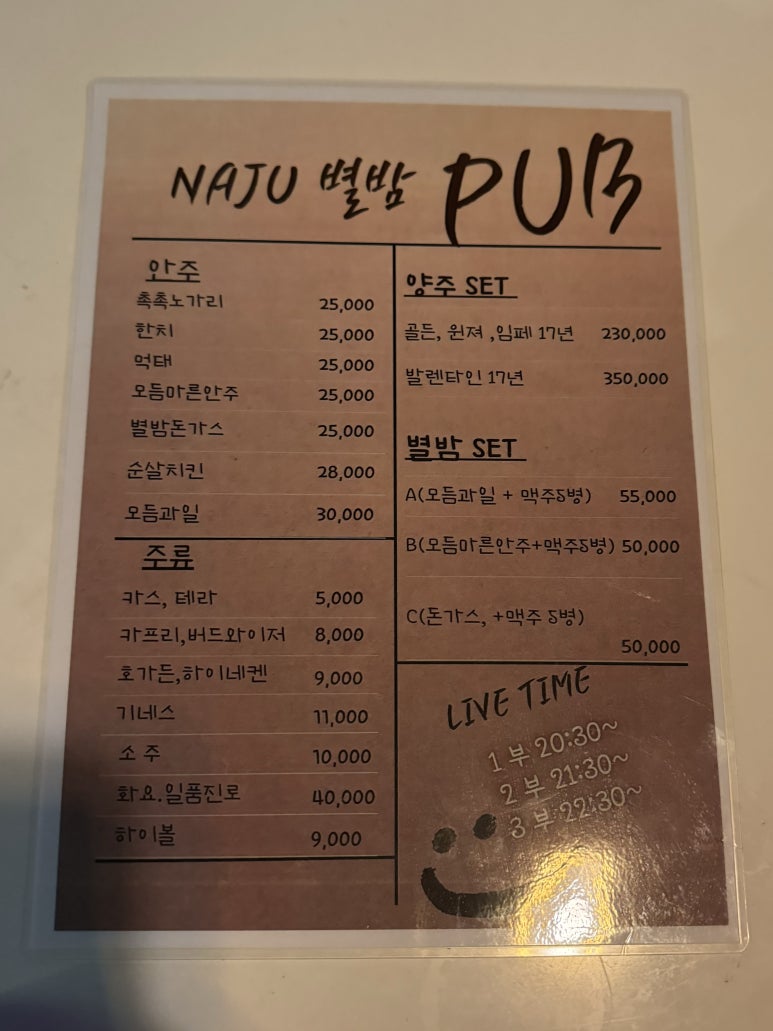 NAJU 별밤 PUB
안주
촉촉노가리 25,000
한치 25,000
먹태 25,000
모듬마른안주 25,000
별밤돈가스 25,000
순살치킨 28,000
모듬과일 30,000
주류
카스, 테라 5,000
카프리,버드와이저 8,000
호가든,하이네켄 9,000
기네스 11,000
소 주 10,000
화요.일품진로 40,000
하이볼 9,000
양주 SET
골든, 윈져 ,임페 17년 230,000
발렌타인 17년 350,000
별밤 SET
A(모듬과일 + 맥주5병) 55,000
B(모듬마른안주+맥주5병) 50,000
C(돈가스, +맥주 5병)
50,000
LIVE TIME
1 부 20:30~
2 부 21:30~
3 부 22:30~